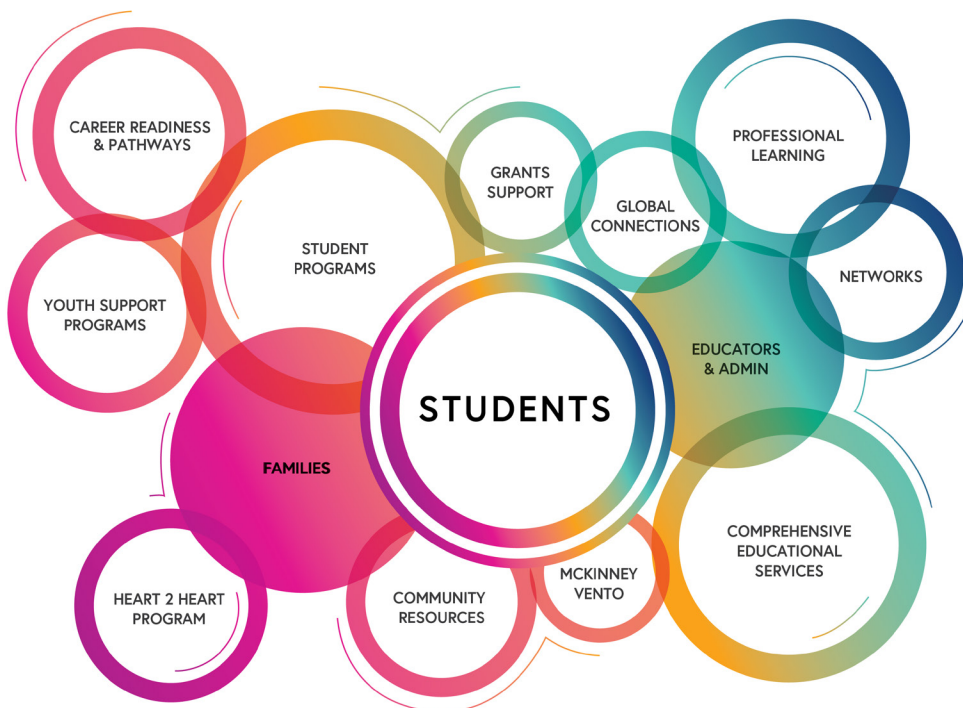 CAREER READINESS
& PATHWAYS
STUDENT
PROGRAMS
GRANTS
SUPPORT
GLOBAL
CONNECTIONS
PROFESSIONAL
LEARNING
NETWORKS
YOUTH SUPPORT
PROGRAMS
EDUCATORS
& ADMIN
STUDENTS
FAMILIES
HEART 2 HEART
PROGRAM
COMMUNITY
RESOURCES
MCKINNEY
VENTO
COMPREHENSIVE
EDUCATIONAL
SERVICES